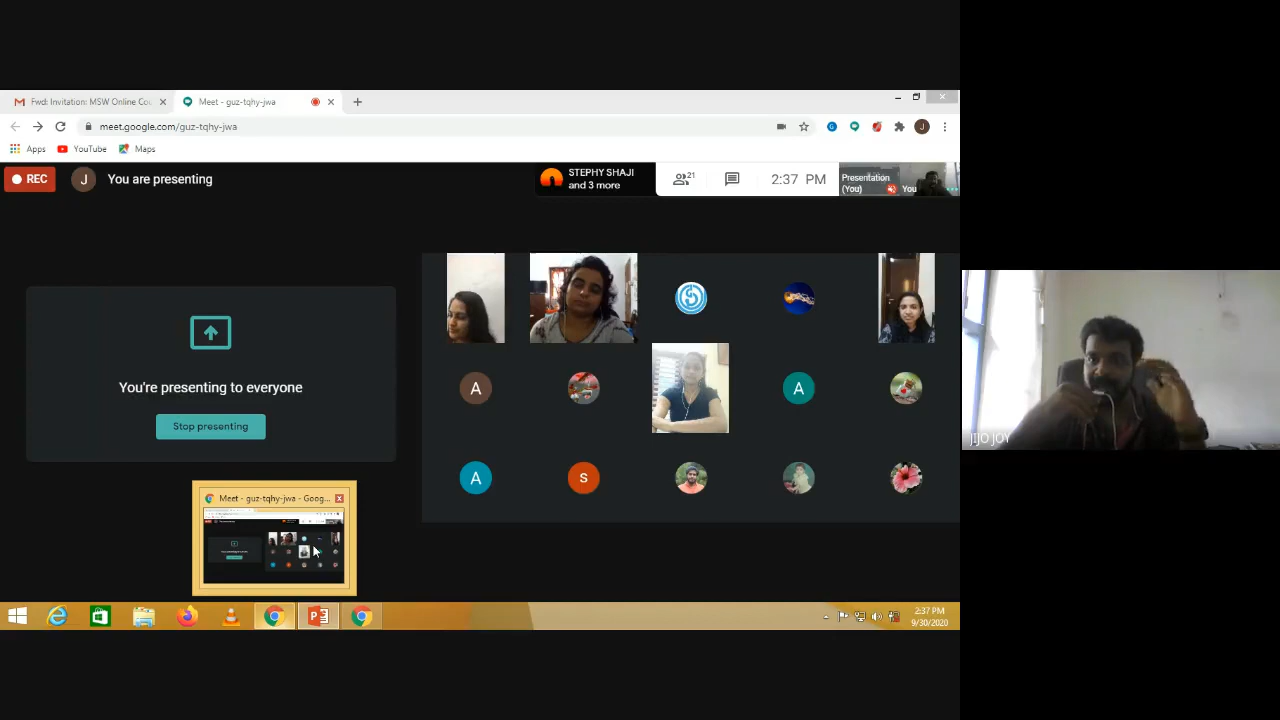 Fwd: Invitation: MSW Online Cou
Meet - guz-tqhy-jwa
meet.google.com/guz-tqhy-jwa
Apps
YouTube
Maps
REC
J
You are presenting
STEPHY SHAJI
and 3 more
21
2:37 PM
Presentation
(You)
You
J
You're presenting to everyone
Stop presenting
A
A
A
S
JIJO JOY
Meet - guz-tqhy-jwa - Goog...
2:37 PM
9/30/2020